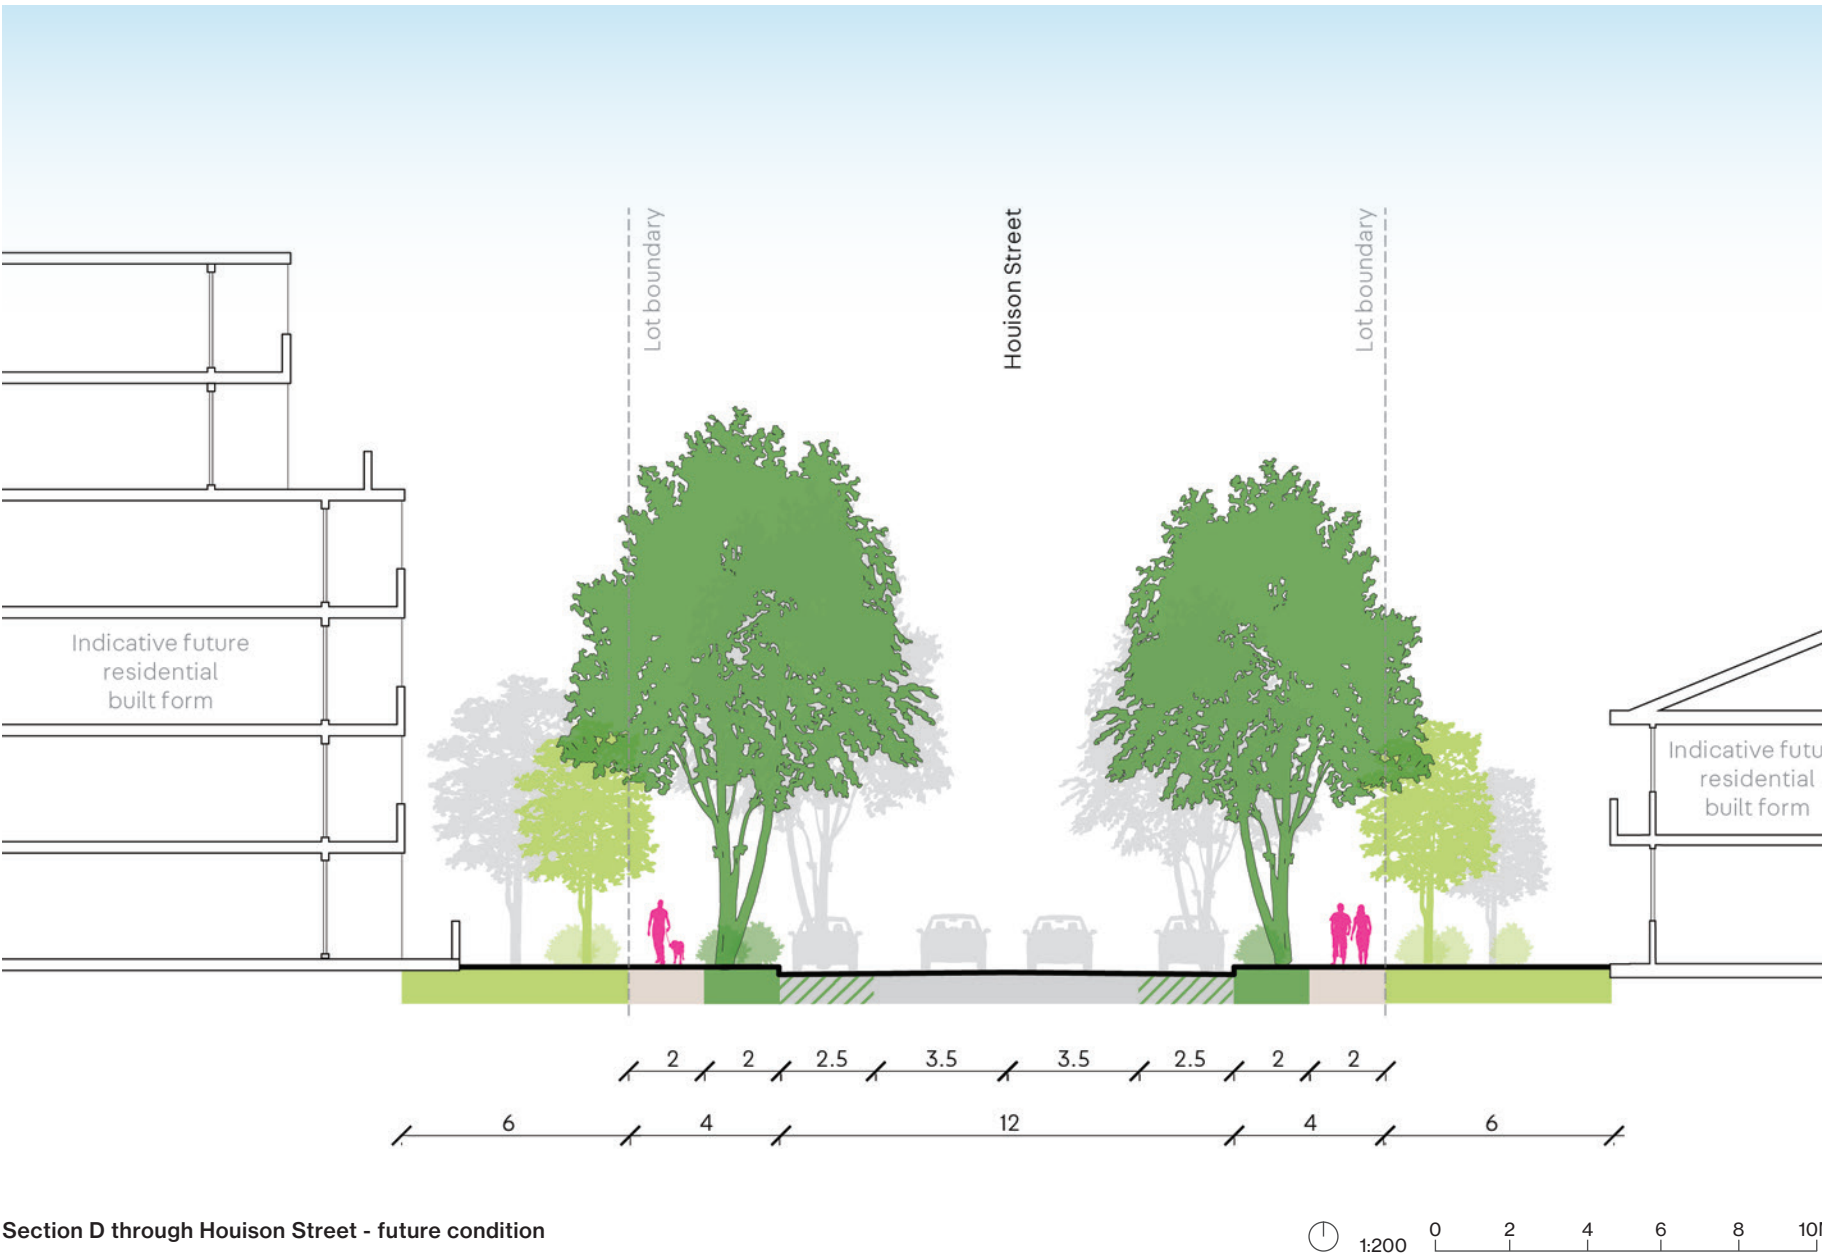 Lot boundary
Houison Street
Lot boundary
Indicative future
residential
built form
Indicative futu
residential
built form
2 2 2.5 3.5 3.5 2.5 2 2
6 4 12 4 6
Section D through Houison Street - future condition
1:200 0 2 4 6 8 10